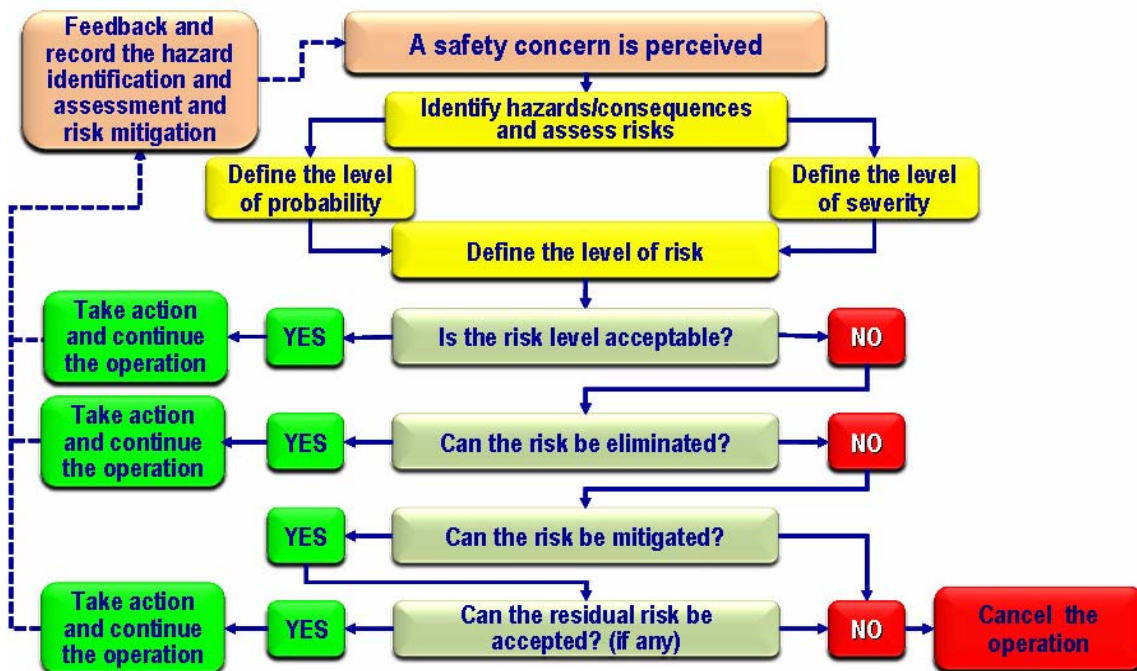 Feedback and
record the hazard
identification and
assessment and
risk mitigation
A safety concern is perceived
Identify hazards/consequences
and assess risks
Define the level
of probability
Define the level
of severity
Define the level of risk
Take action
and continue
the operation
YES
Is the risk level acceptable?
NO
Take action
and continue
the operation
YES
Can the risk be eliminated?
NO
YES
Can the risk be mitigated?
Take action
and continue
the operation
YES
Can the residual risk be
accepted? (if any)
NO
Cancel the
operation